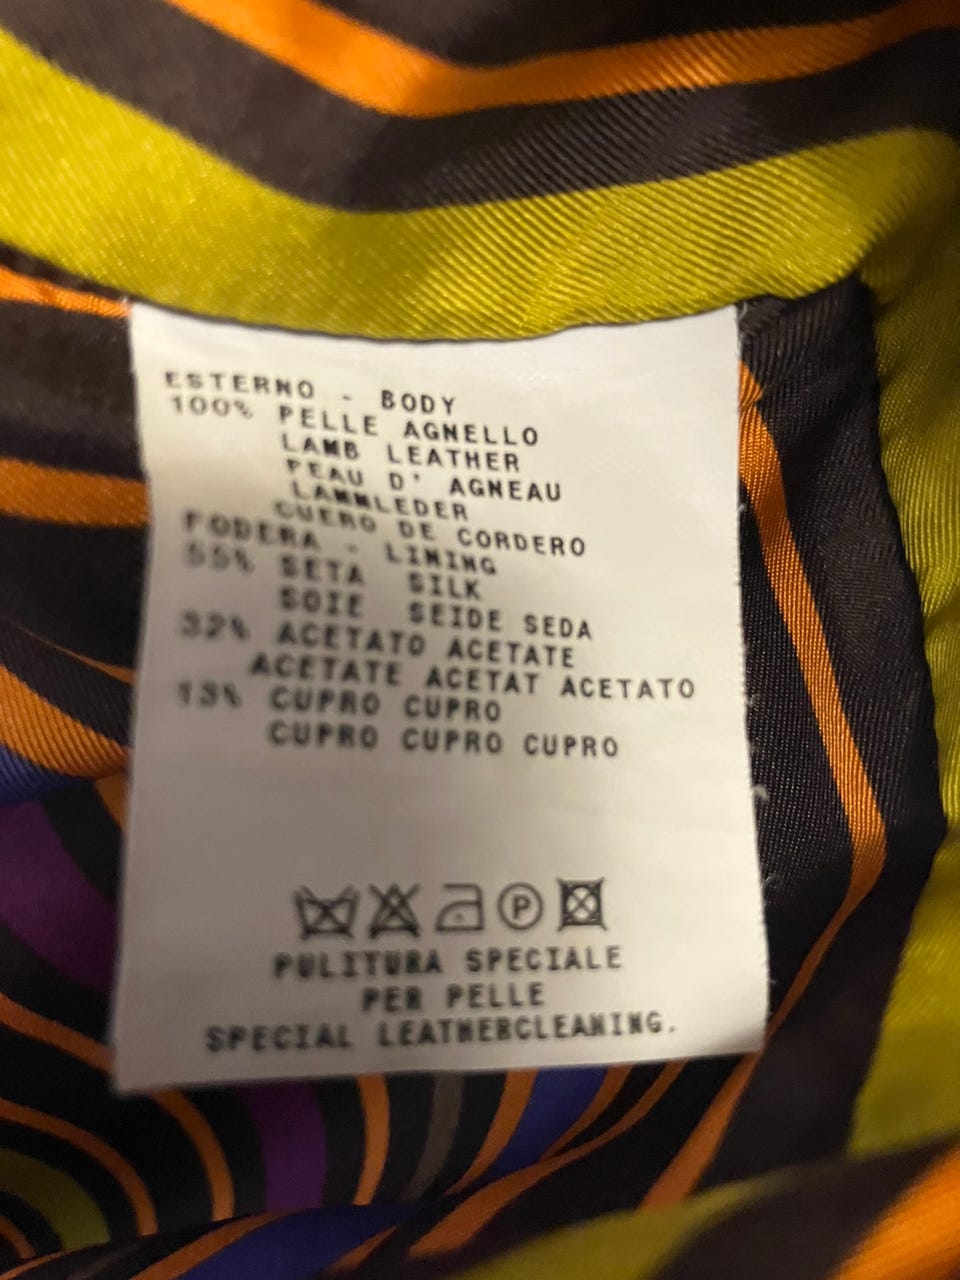 ESTERNO - BODY
100% PELLE AGNELLO
LAMB LEATHER
PEAU D' AGNEAU
LAMMLEDER
CUERO DE CORDERO
FODERA - LINING
55% SETA SILK
SOIE SEIDE SEDA
32% ACETATO ACETATE
ACETATE ACETAT ACETATO
13% CUPRO CUPRO
CUPRO CUPRO CUPRO
P
PULITURA SPECIALE
PER PELLE
SPECIAL LEATHERCLEANING.